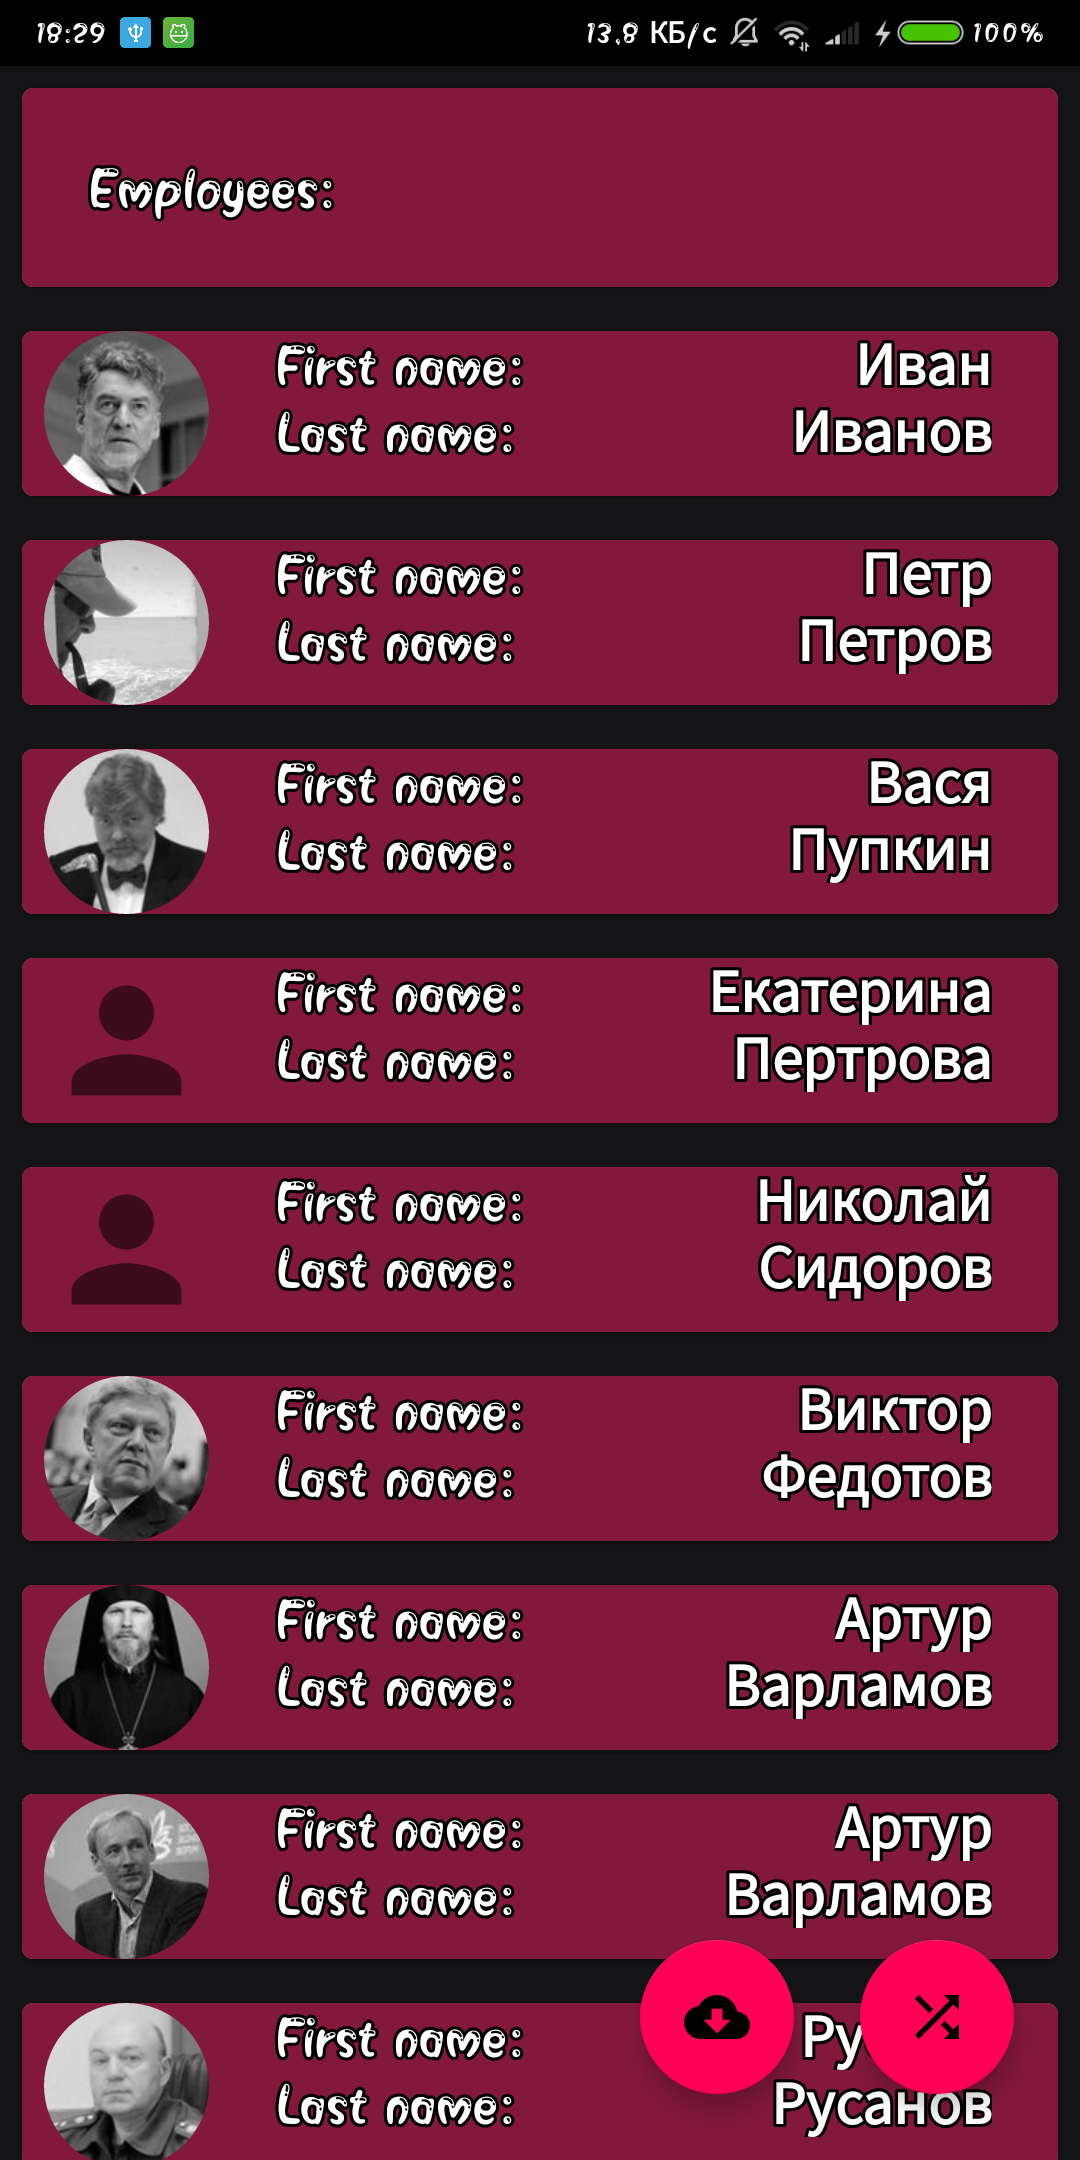 18:29 13,8 КБ/с 100%
Employees:
First name: Иван
Last name: Иванов
First name: Петр
Last name: Петров
First name: Вася
Last name: Пупкин
First name: Екатерина
Last name: Пертрова
First name: Николай
Last name: Сидоров
First name: Виктор
Last name: Федотов
First name: Артур
Last name: Варламов
First name: Артур
Last name: Варламов
First name:
Last name: Русанов